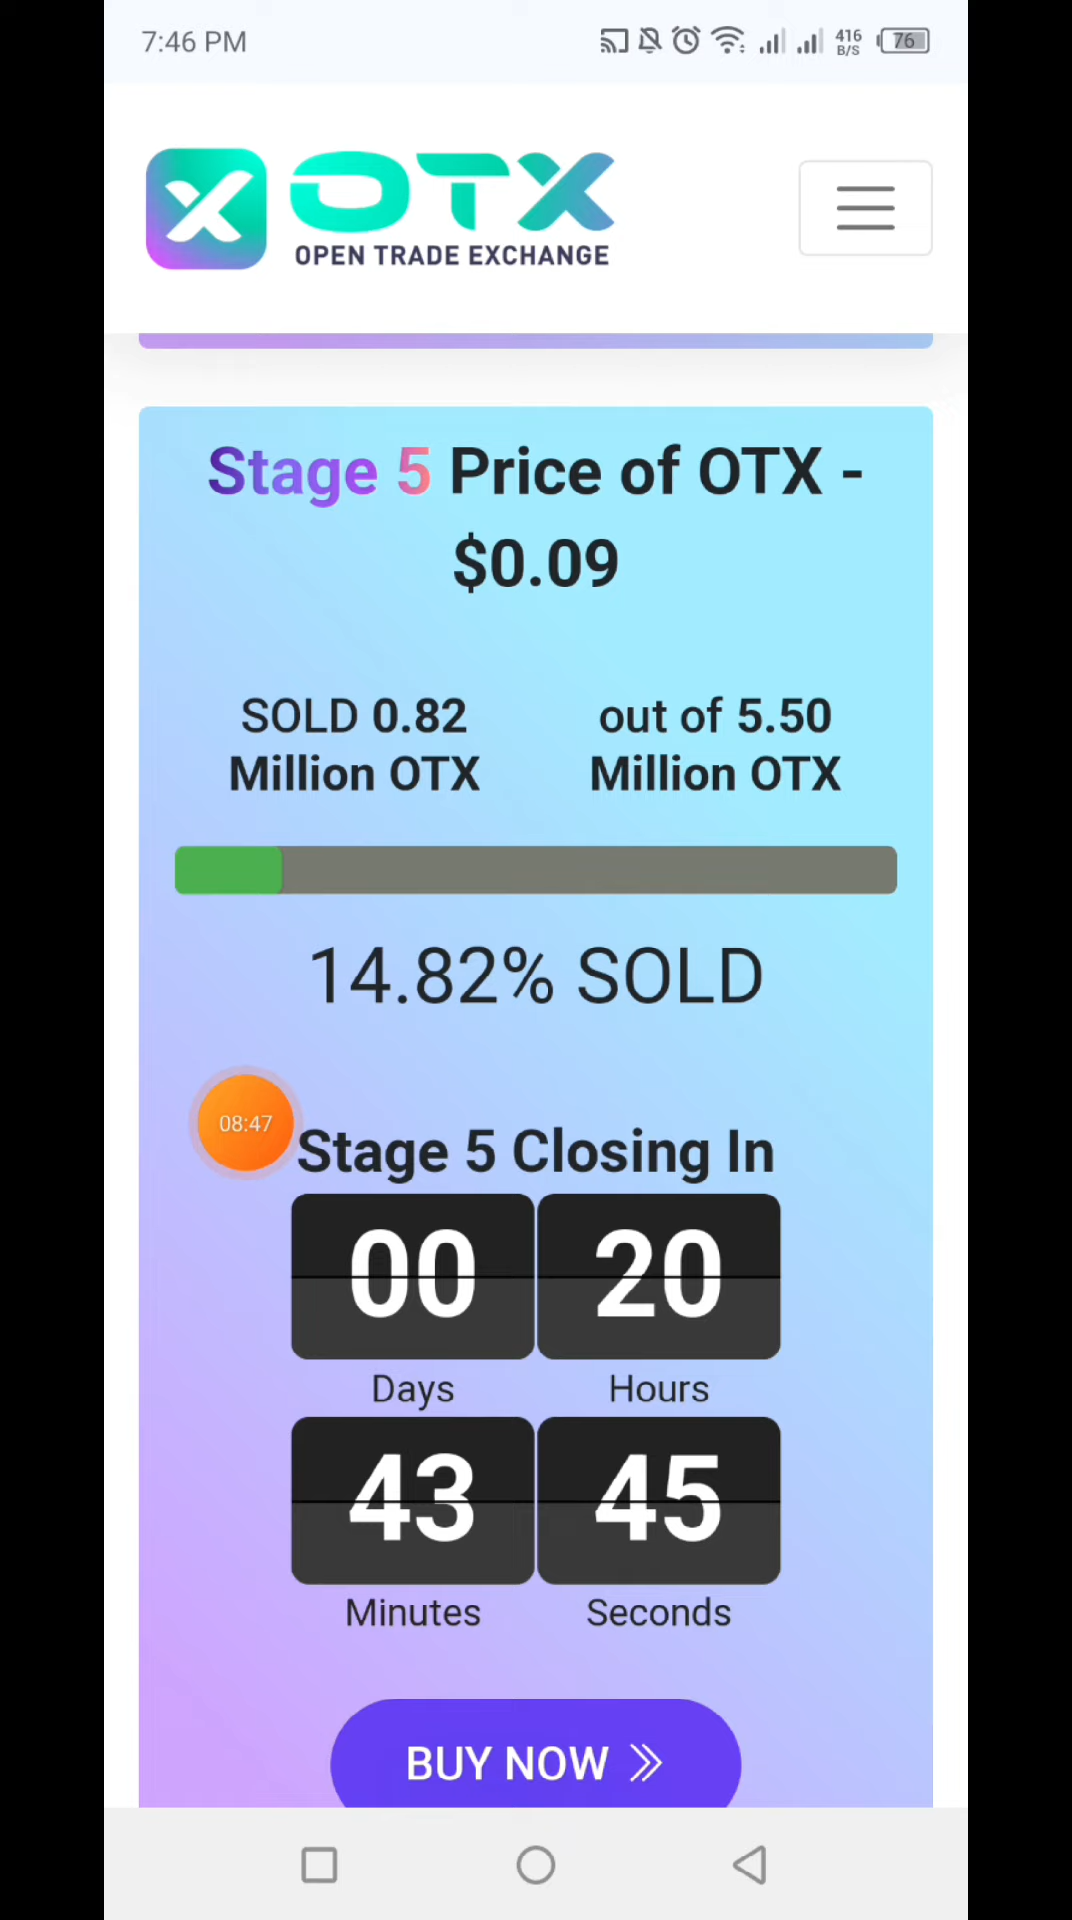 7:46 PM
416
B/S
76
OTX
OPEN TRADE EXCHANGE
Stage 5 Price of OTX -
$0.09
SOLD 0.82
Million OTX
out of 5.50
Million OTX
14.82% SOLD
08:47
Stage 5 Closing In
00 20
Days Hours
43 45
Minutes Seconds
BUY NOW